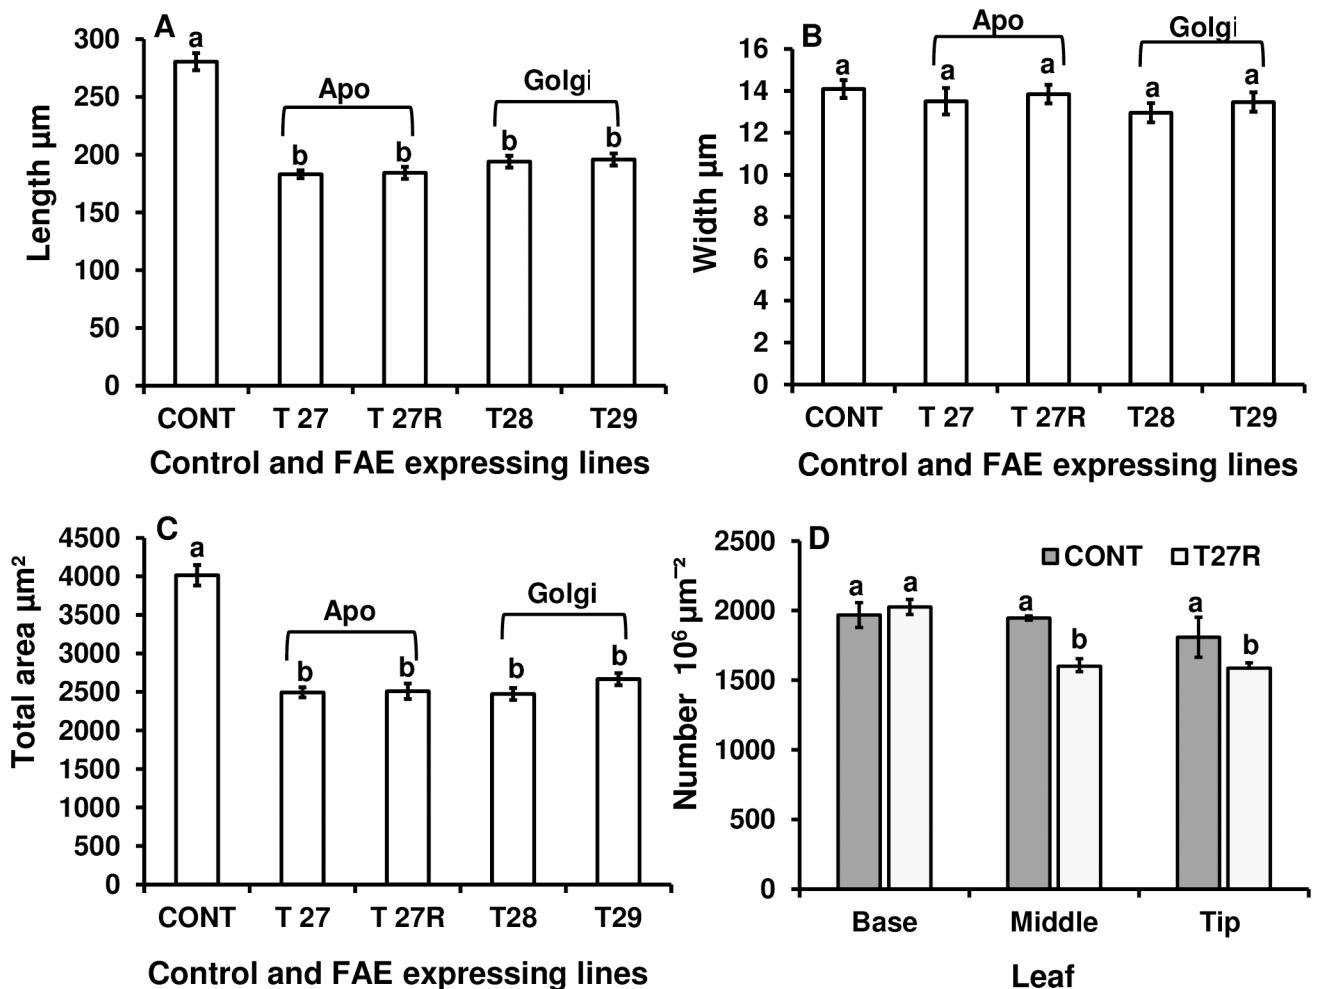 A
300
250
200
150
100
50
0
Length µm
a
b
b
b
b
Apo
Golgi
CONT T 27 T 27R T28 T29
Control and FAE expressing lines
B
16
14
12
10
8
6
4
2
0
Width µm
a
a
a
a
a
Apo
Golgi
CONT T 27 T 27R T28 T29
Control and FAE expressing lines
C
4500
4000
3500
3000
2500
2000
1500
1000
500
0
Total area µm²
a
b
b
b
b
Apo
Golgi
CONT T 27 T 27R T28 T29
Control and FAE expressing lines
D
2500
2000
1500
1000
500
0
Number 10⁶ µm⁻²
CONT T27R
a
a
a
b
a
b
Base Middle Tip
Leaf